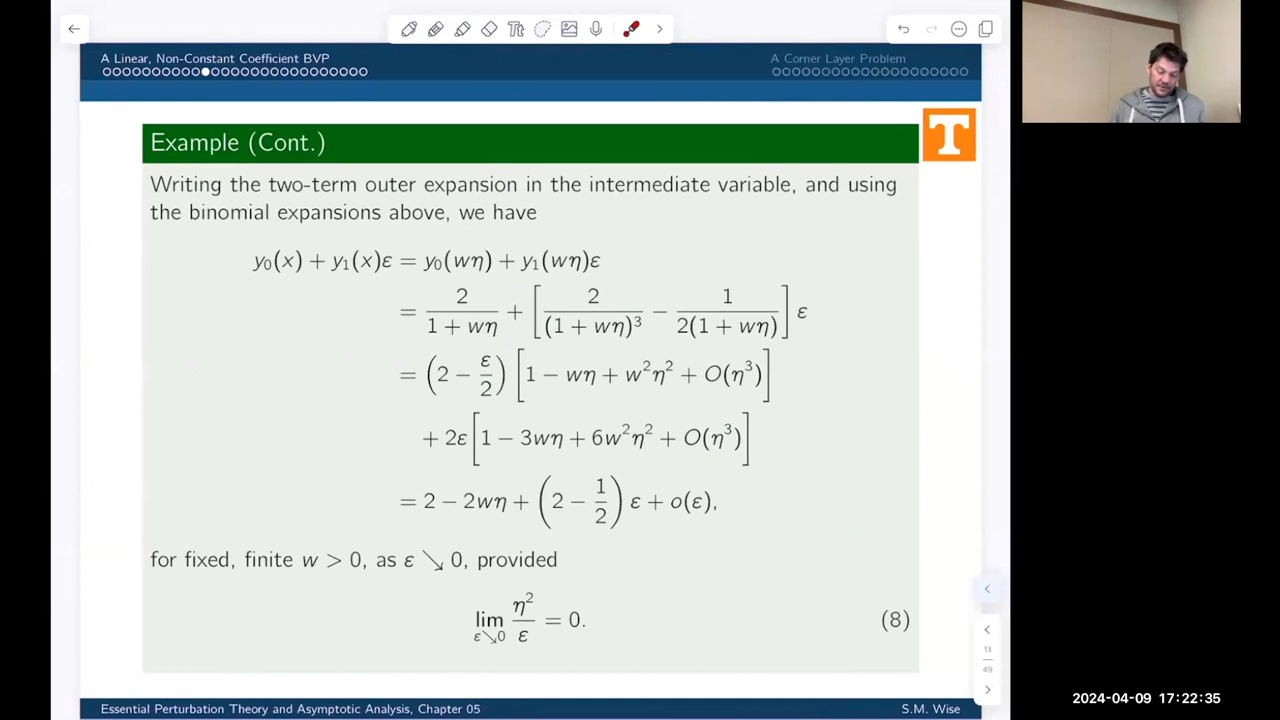 A Linear, Non-Constant Coefficient BVP
A Corner Layer Problem
Example (Cont.)
T
Writing the two-term outer expansion in the intermediate variable, and using
the binomial expansions above, we have
y₀(x) + y₁(x)ε = y₀(wη) + y₁(wη)ε
= 2/(1 + wη) + [2/(1 + wη)³ − 1/(2(1 + wη))] ε
= (2 − ε/2) [1 − wη + w²η² + O(η³)]
+ 2ε[1 − 3wη + 6w²η² + O(η³)]
= 2 − 2wη + (2 − 1/2) ε + o(ε),
for fixed, finite w > 0, as ε ↘ 0, provided
lim ε↘0 η²/ε = 0. (8)
Essential Perturbation Theory and Asymptotic Analysis, Chapter 05
S.M. Wise
Tt
13
49
2024-04-09 17:22:35